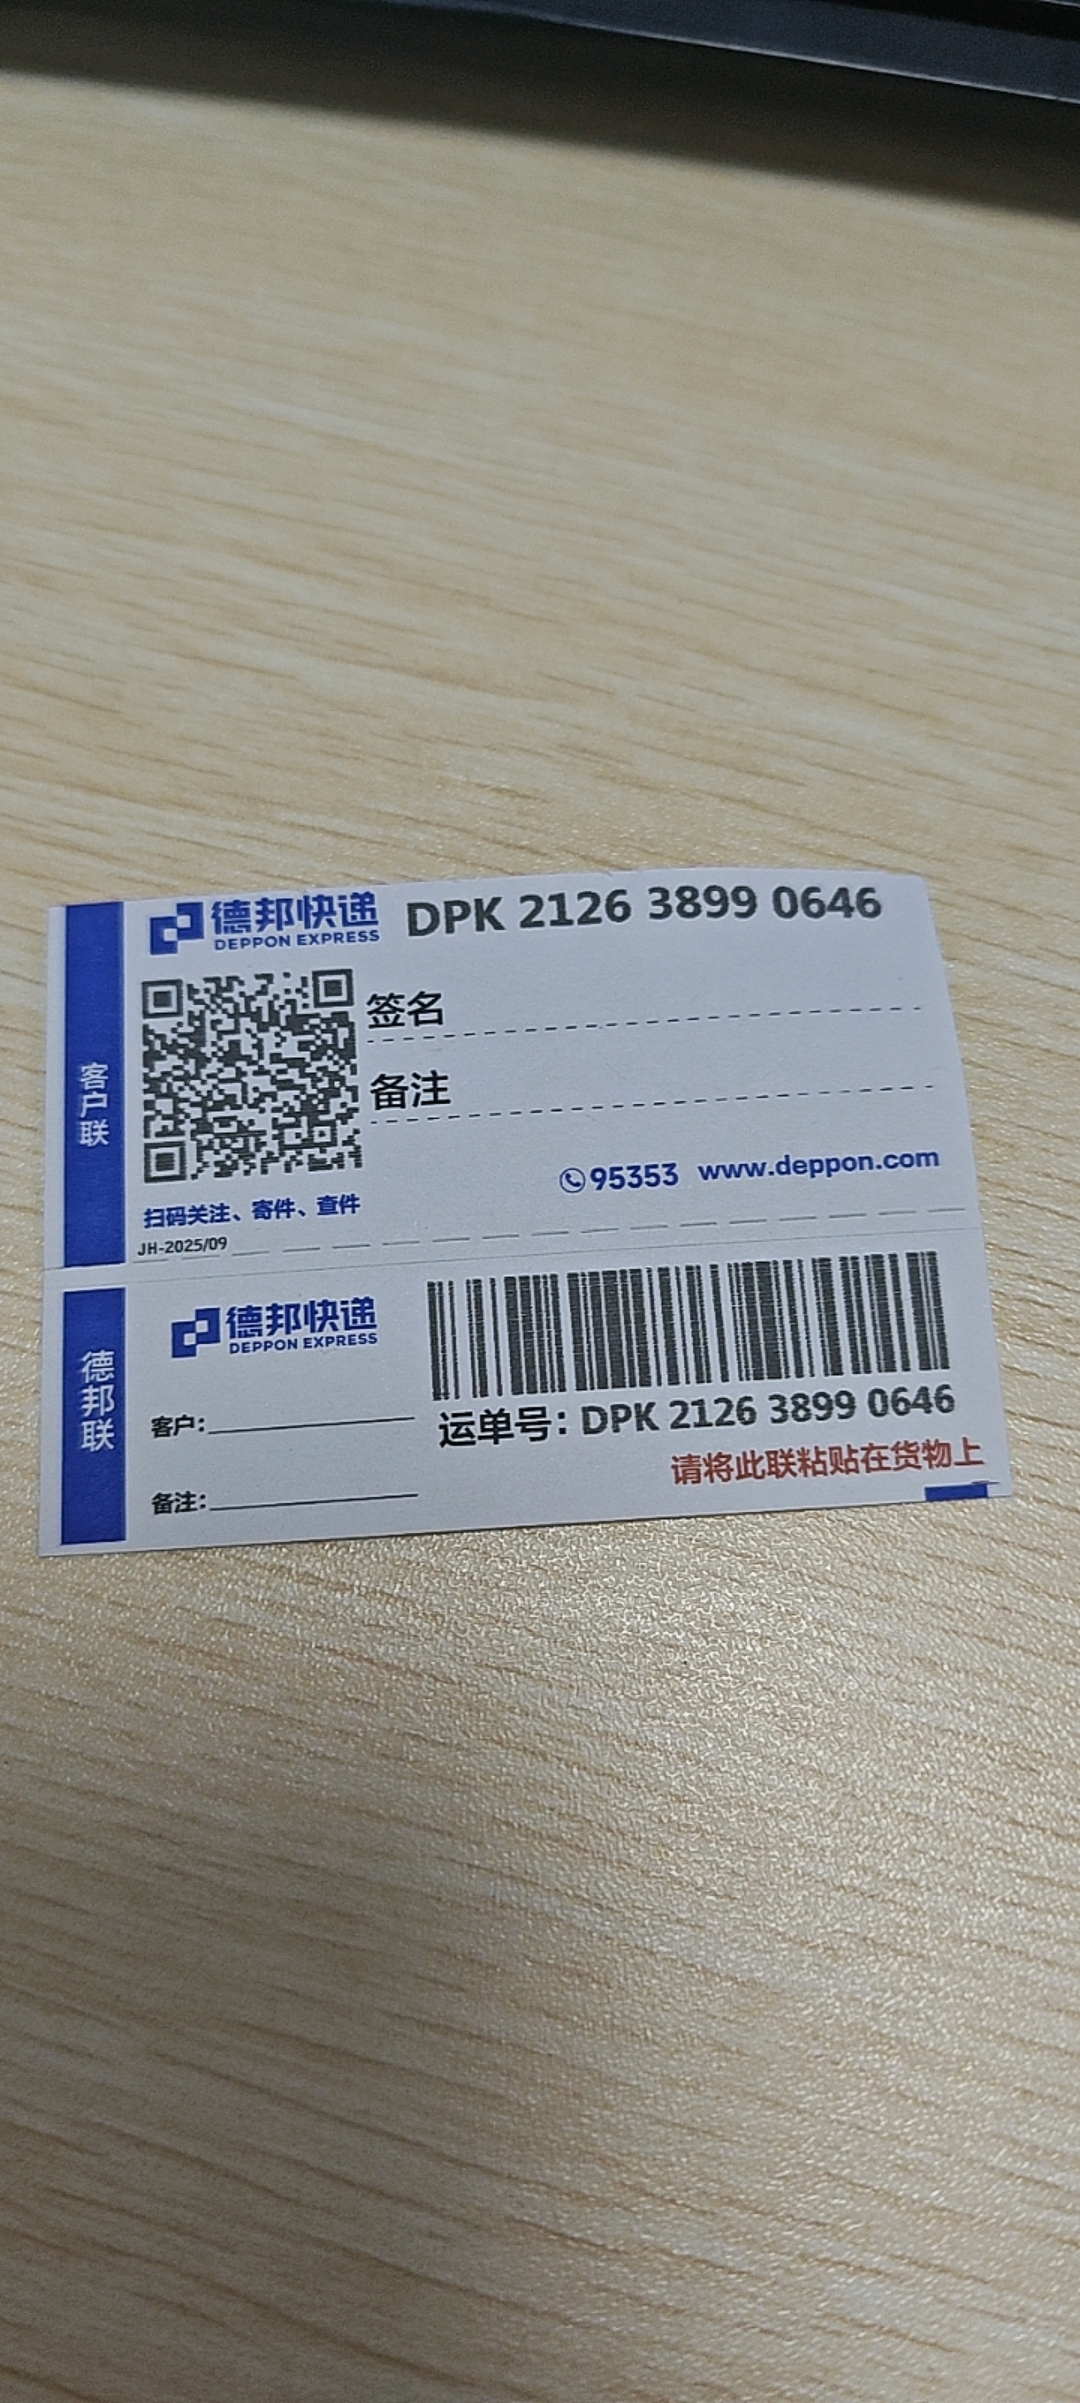 德邦快递 DPK 2126 3899 0646
DEPPON EXPRESS
签名
备注
客户联
95353 www.deppon.com
扫码关注、寄件、查件
JH-2025/09
德邦快递
DEPPON EXPRESS
德邦联
客户:
运单号: DPK 2126 3899 0646
请将此联粘贴在货物上
备注: